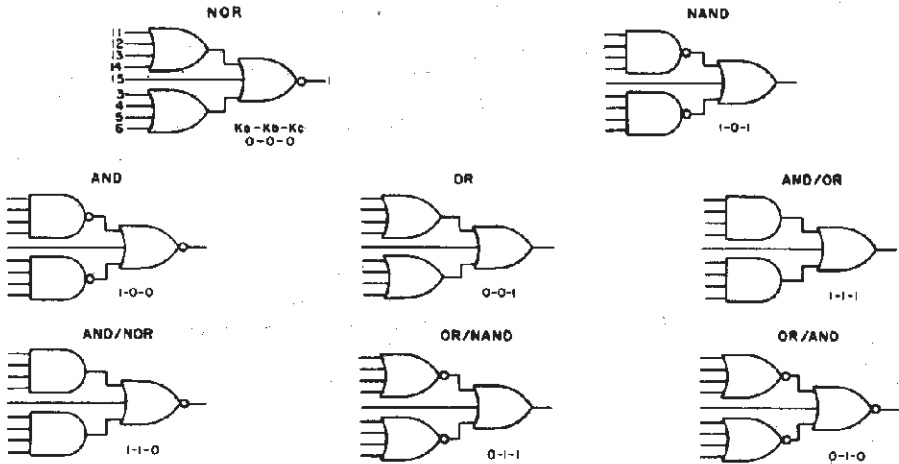 NOR
NAND
11
12
13
14
15
1
3
4
5
6
Ka-Kb-Kc
0-0-0
1-0-1
AND
OR
AND/OR
1-0-0
0-0-1
1-1-1
AND/NOR
OR/NAND
OR/AND
1-1-0
0-1-1
0-1-0